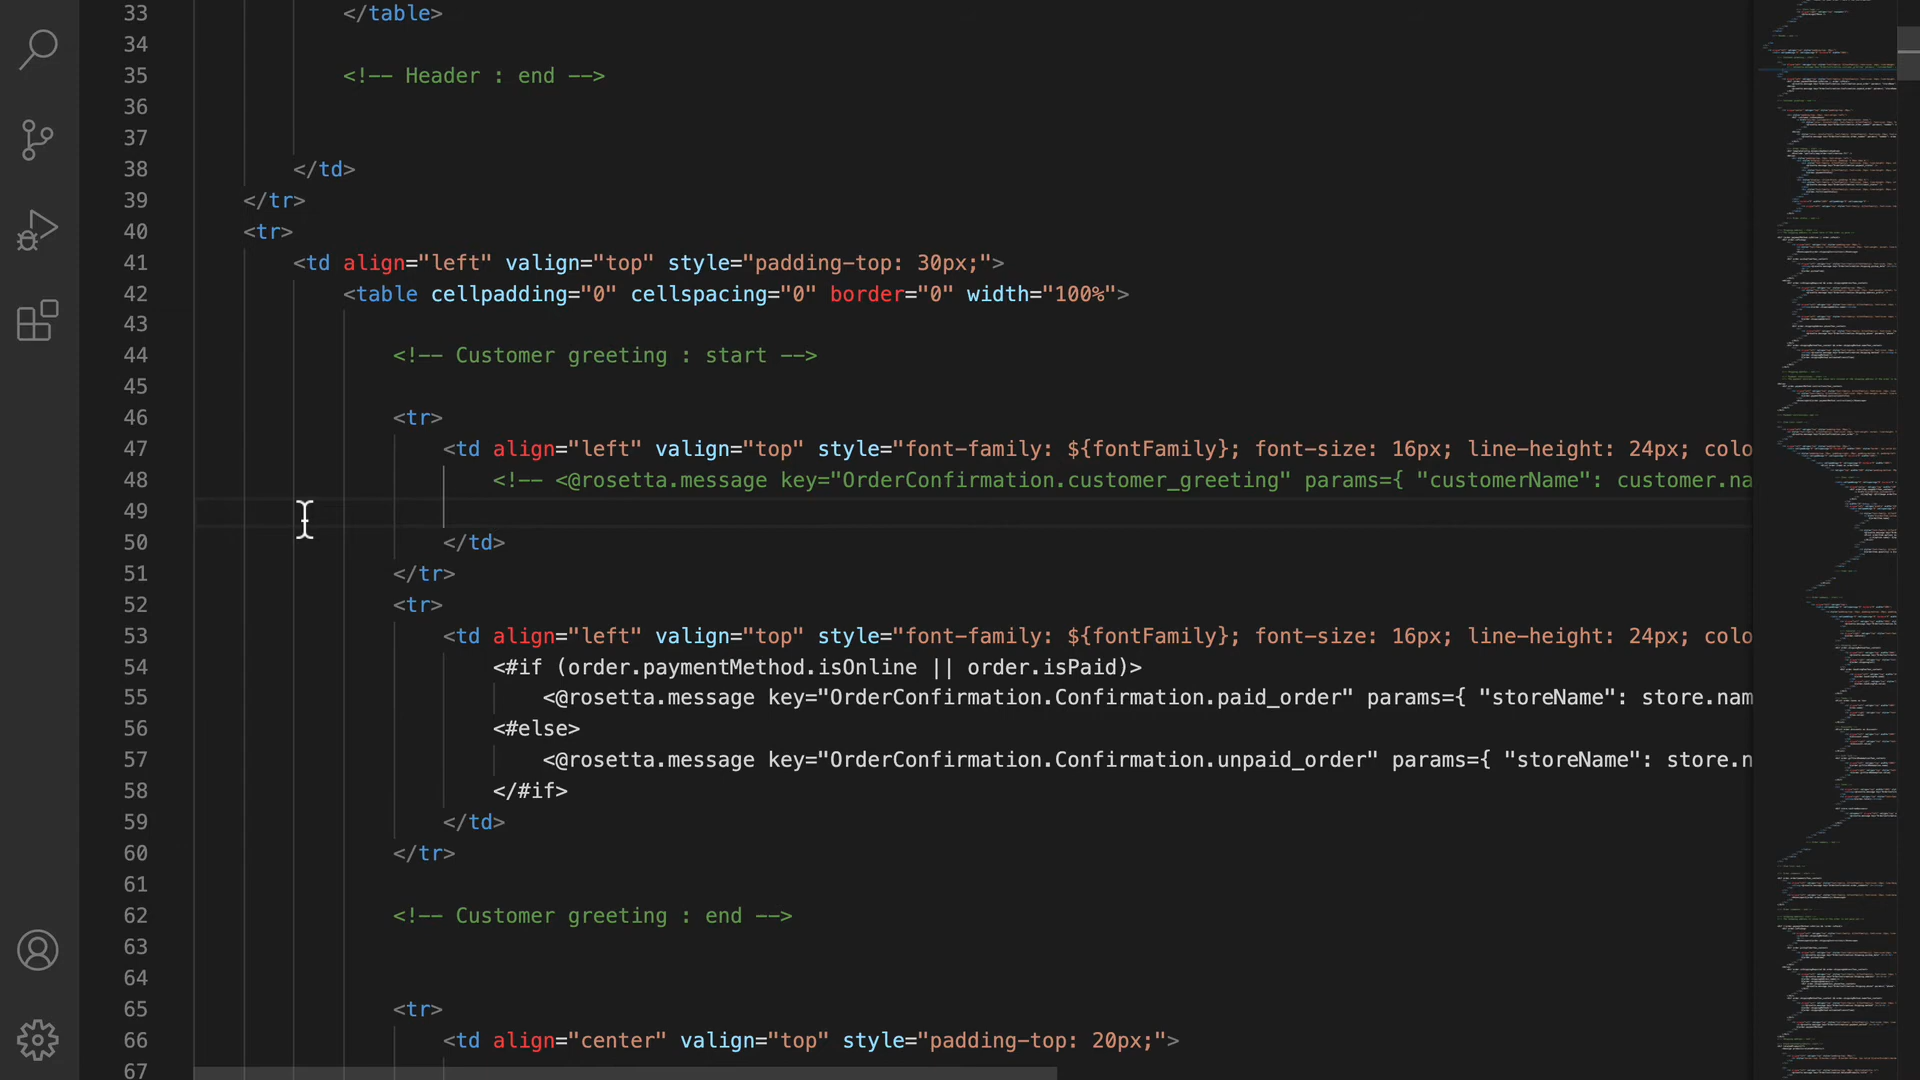 33 </table>
34
35 <!-- Header : end -->
36
37
38 </td>
39 </tr>
40 <tr>
41 <td align="left" valign="top" style="padding-top: 30px;">
42 <table cellpadding="0" cellspacing="0" border="0" width="100%">
43
44 <!-- Customer greeting : start -->
45
46 <tr>
47 <td align="left" valign="top" style="font-family: ${fontFamily}; font-size: 16px; line-height: 24px; colo
48 <!-- <@rosetta.message key="OrderConfirmation.customer_greeting" params={ "customerName": customer.na
49
50 </td>
51 </tr>
52 <tr>
53 <td align="left" valign="top" style="font-family: ${fontFamily}; font-size: 16px; line-height: 24px; colo
54 <#if (order.paymentMethod.isOnline || order.isPaid)>
55 <@rosetta.message key="OrderConfirmation.Confirmation.paid_order" params={ "storeName": store.nam
56 <#else>
57 <@rosetta.message key="OrderConfirmation.Confirmation.unpaid_order" params={ "storeName": store.n
58 </#if>
59 </td>
60 </tr>
61
62 <!-- Customer greeting : end -->
63
64
65 <tr>
66 <td align="center" valign="top" style="padding-top: 20px;">
67